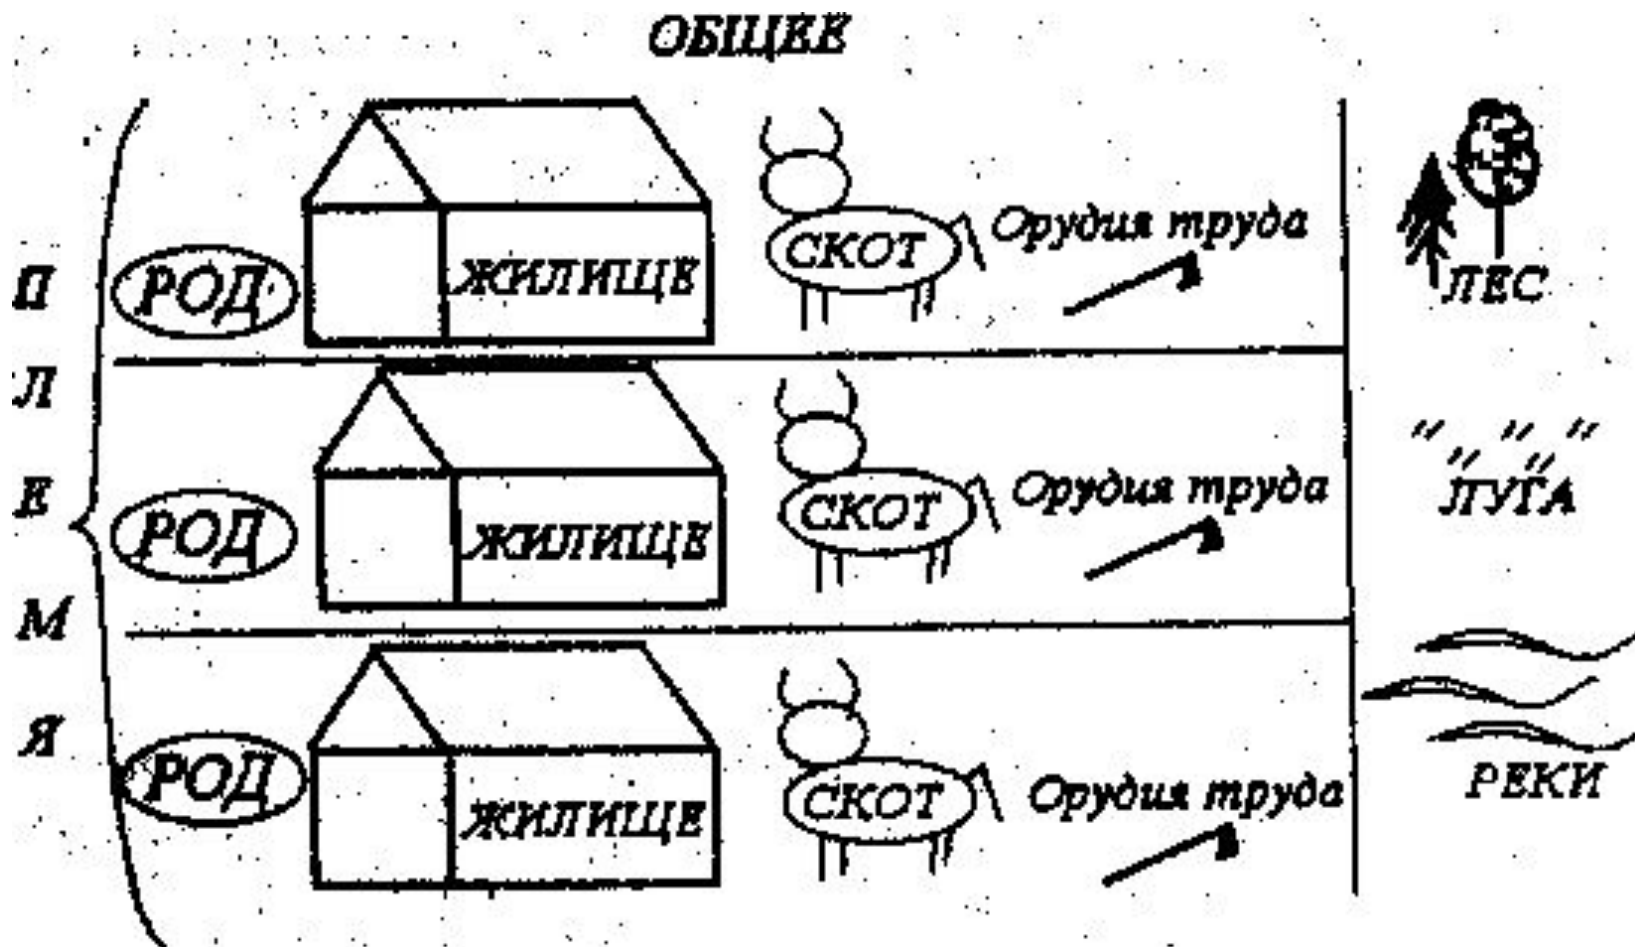 ОБЩЕЕ
ПЛЕМЯ
РОД
ЖИЛИЩЕ
СКОТ
Орудия труда
РОД
ЖИЛИЩЕ
СКОТ
Орудия труда
РОД
ЖИЛИЩЕ
СКОТ
Орудия труда
ЛЕС
ЛУГА
РЕКИ